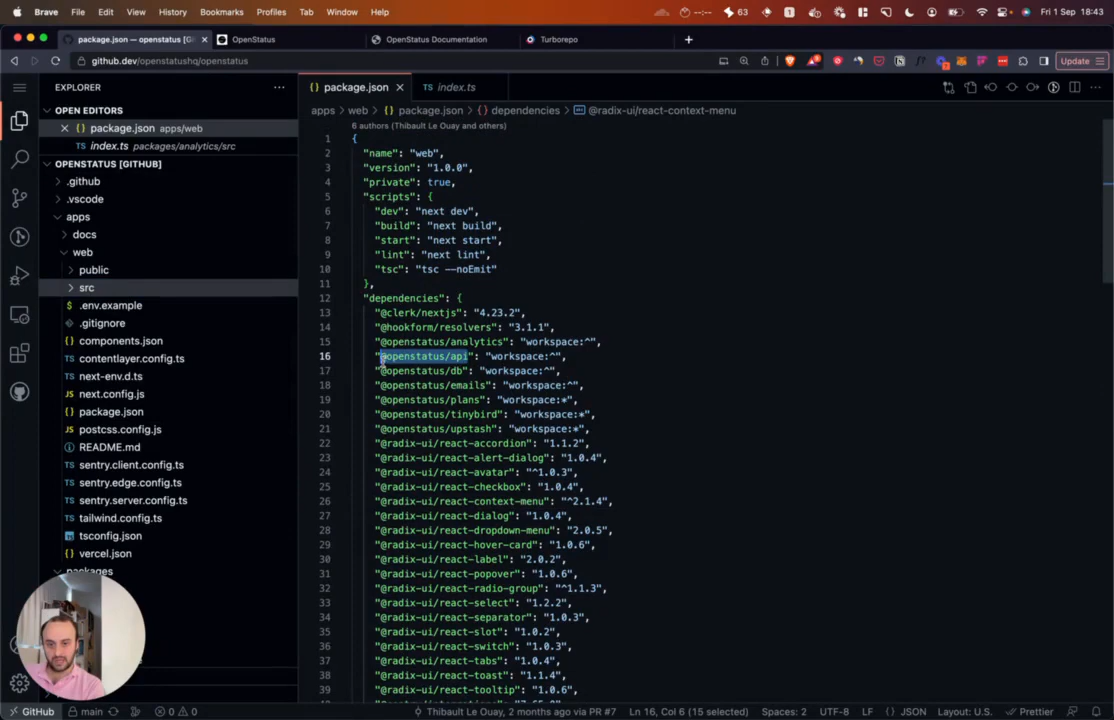 Brave File Edit View History Bookmarks Profiles Tab Window Help --:-- 63 1 Fri 1 Sep 18:43
package.json — openstatus [Gi OpenStatus OpenStatus Documentation Turborepo
github.dev/openstatushq/openstatus Update
EXPLORER
OPEN EDITORS
package.json apps/web
index.ts packages/analytics/src
OPENSTATUS [GITHUB]
.github
.vscode
apps
docs
web
public
src
.env.example
.gitignore
components.json
contentlayer.config.ts
next-env.d.ts
next.config.js
package.json
postcss.config.js
README.md
sentry.client.config.ts
sentry.edge.config.ts
sentry.server.config.ts
tailwind.config.ts
tsconfig.json
vercel.json
packages
package.json index.ts
apps > web > package.json > dependencies > @radix-ui/react-context-menu
6 authors (Thibault Le Ouay and others)
1 {
2 "name": "web",
3 "version": "1.0.0",
4 "private": true,
5 "scripts": {
6 "dev": "next dev",
7 "build": "next build",
8 "start": "next start",
9 "lint": "next lint",
10 "tsc": "tsc --noEmit"
11 },
12 "dependencies": {
13 "@clerk/nextjs": "4.23.2",
14 "@hookform/resolvers": "3.1.1",
15 "@openstatus/analytics": "workspace:^",
16 "@openstatus/api": "workspace:^",
17 "@openstatus/db": "workspace:^",
18 "@openstatus/emails": "workspace:^",
19 "@openstatus/plans": "workspace:*",
20 "@openstatus/tinybird": "workspace:*",
21 "@openstatus/upstash": "workspace:*",
22 "@radix-ui/react-accordion": "1.1.2",
23 "@radix-ui/react-alert-dialog": "1.0.4",
24 "@radix-ui/react-avatar": "^1.0.3",
25 "@radix-ui/react-checkbox": "1.0.4",
26 "@radix-ui/react-context-menu": "^2.1.4",
27 "@radix-ui/react-dialog": "1.0.4",
28 "@radix-ui/react-dropdown-menu": "2.0.5",
29 "@radix-ui/react-hover-card": "1.0.6",
30 "@radix-ui/react-label": "2.0.2",
31 "@radix-ui/react-popover": "1.0.6",
32 "@radix-ui/react-radio-group": "^1.1.3",
33 "@radix-ui/react-select": "1.2.2",
34 "@radix-ui/react-separator": "1.0.3",
35 "@radix-ui/react-slot": "1.0.2",
36 "@radix-ui/react-switch": "1.0.3",
37 "@radix-ui/react-tabs": "1.0.4",
38 "@radix-ui/react-toast": "1.1.4",
39 "@radix-ui/react-tooltip": "1.0.6",
GitHub main 0 0 Thibault Le Ouay, 2 months ago via PR #7 Ln 16, Col 6 (15 selected) Spaces: 2 UTF-8 LF {} JSON Layout: U.S. Prettier